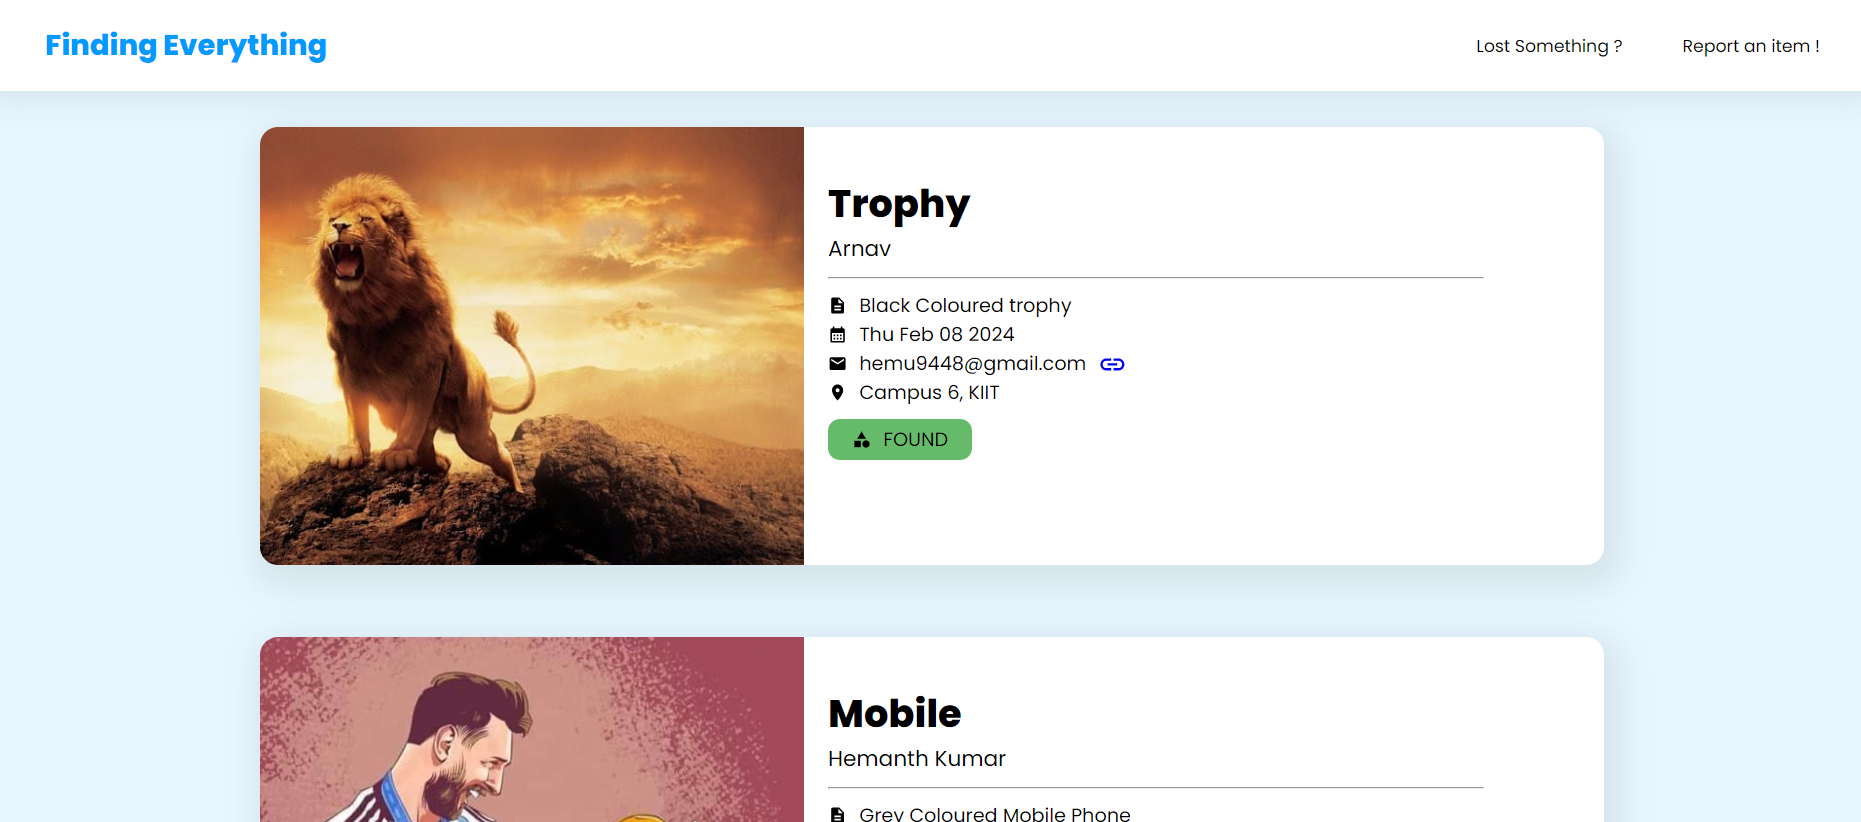 Finding Everything
Lost Something ?
Report an item !
Trophy
Arnav
Black Coloured trophy
Thu Feb 08 2024
hemu9448@gmail.com
Campus 6, KIIT
FOUND
Mobile
Hemanth Kumar
Grey Coloured Mobile Phone